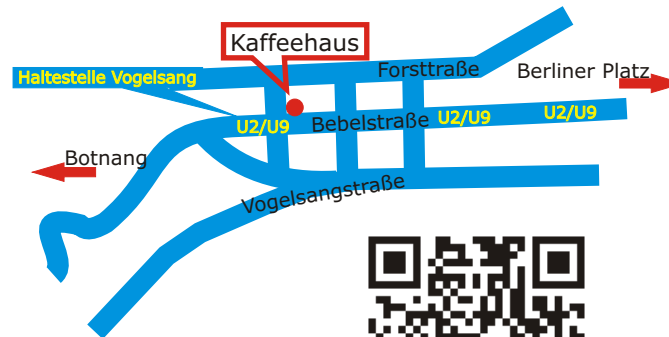 Kaffeehaus
Haltestelle Vogelsang
Forsttraße
Berliner Platz
U2/U9
Bebelstraße
U2/U9
U2/U9
Botnang
Vogelsangstraße